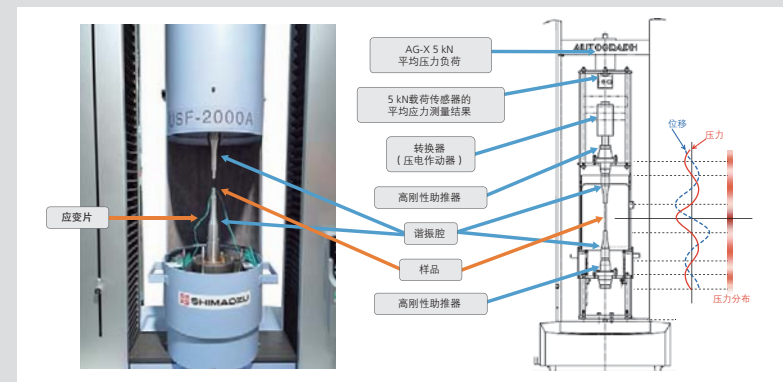 AG-X 5 kN
平均压力负荷
AUTOGRAPH
USF-2000A
5 kN载荷传感器的
平均应力测量结果
位移
压力
转换器
( 压电作动器 )
高刚性助推器
应变片
谐振腔
样品
SHIMADZU
高刚性助推器
压力分布